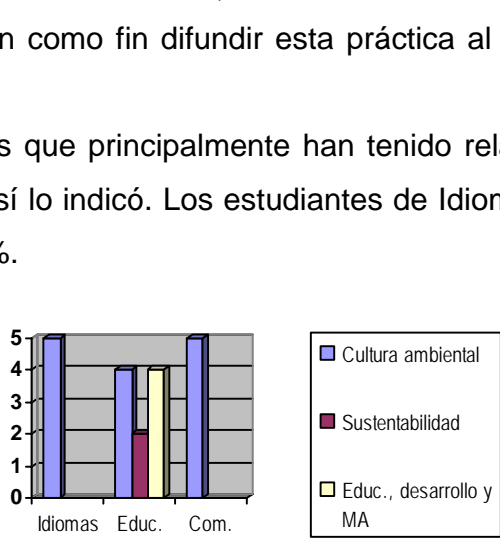 n como fin difundir esta práctica al
s que principalmente han tenido rela
sí lo indicó. Los estudiantes de Idiom
%.
5
4
3
2
1
0
Idiomas Educ. Com.
Cultura ambiental
Sustentabilidad
Educ., desarrollo y
MA